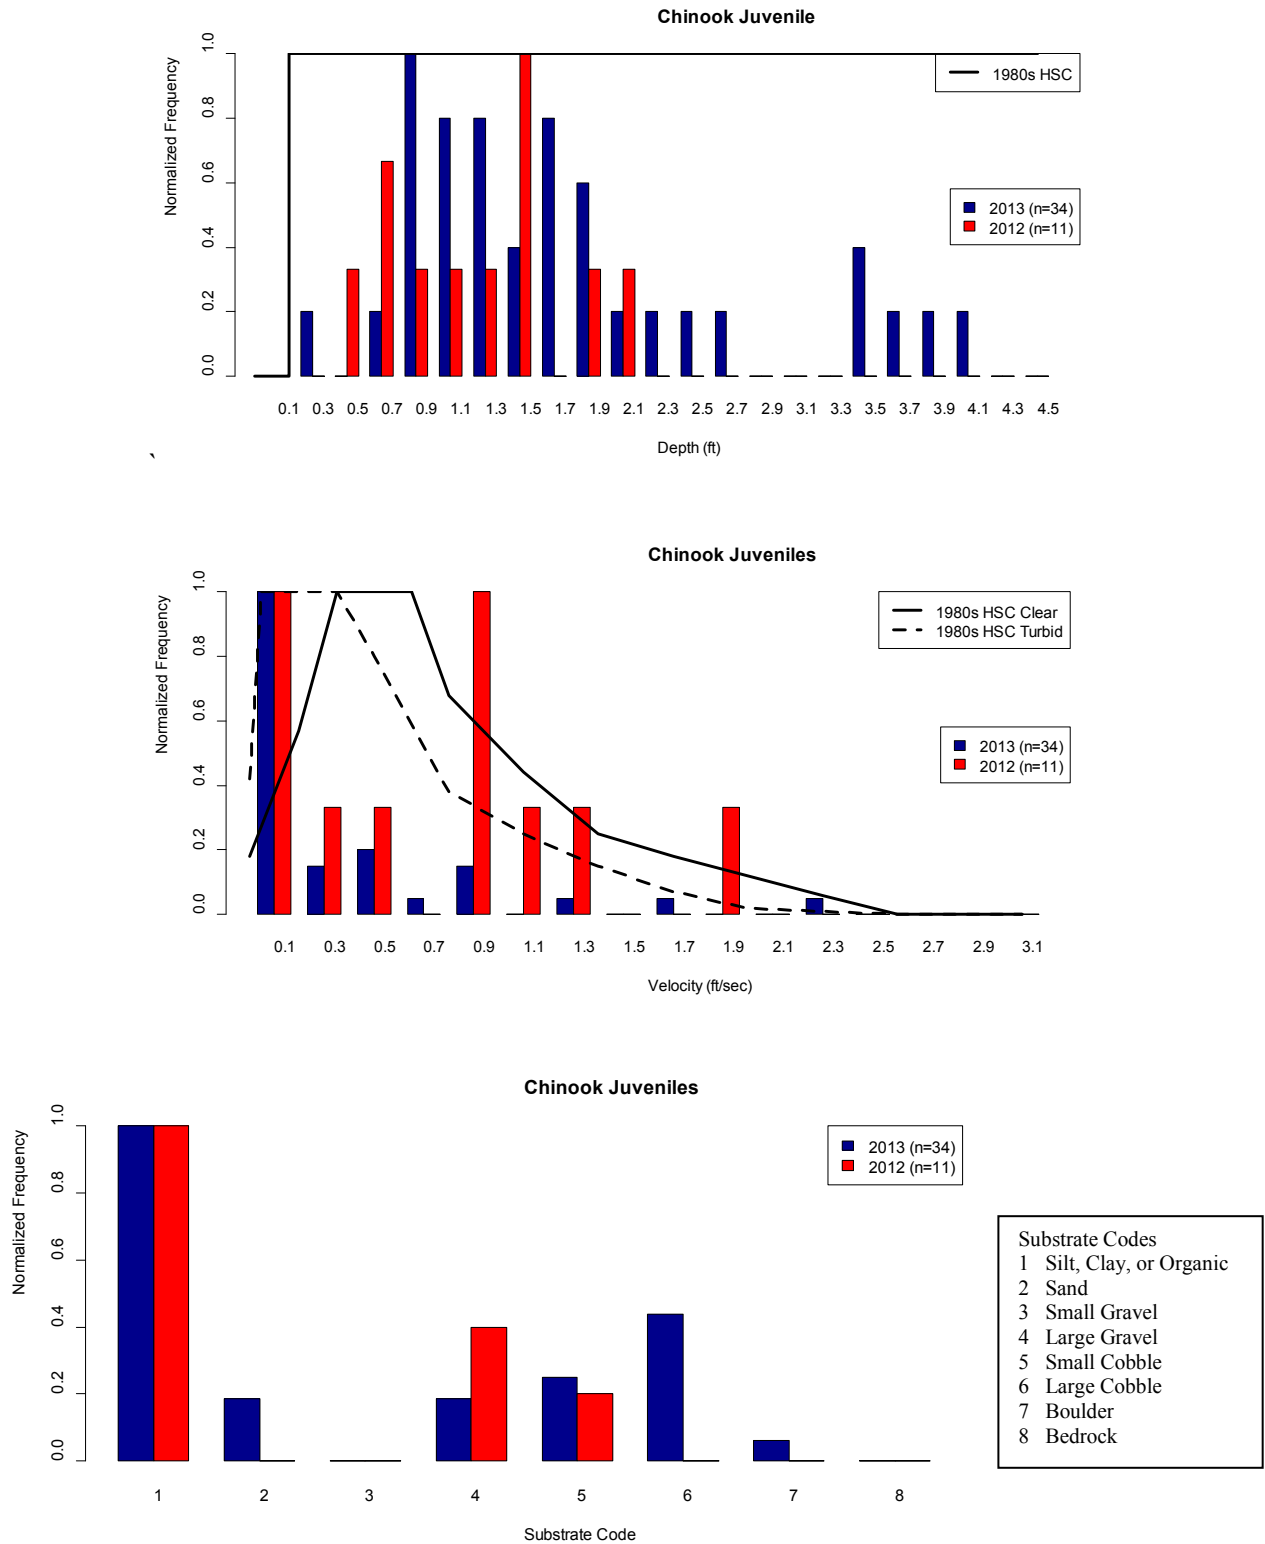 Chinook Juvenile
Normalized Frequency
1.0
0.8
0.6
0.4
0.2
0.0
1980s HSC
2013 (n=34)
2012 (n=11)
0.1 0.3 0.5 0.7 0.9 1.1 1.3 1.5 1.7 1.9 2.1 2.3 2.5 2.7 2.9 3.1 3.3 3.5 3.7 3.9 4.1 4.3 4.5
Depth (ft)
`
Chinook Juveniles
Normalized Frequency
1.0
0.8
0.6
0.4
0.2
0.0
1980s HSC Clear
1980s HSC Turbid
2013 (n=34)
2012 (n=11)
0.1 0.3 0.5 0.7 0.9 1.1 1.3 1.5 1.7 1.9 2.1 2.3 2.5 2.7 2.9 3.1
Velocity (ft/sec)
Chinook Juveniles
Normalized Frequency
1.0
0.8
0.6
0.4
0.2
0.0
2013 (n=34)
2012 (n=11)
1 2 3 4 5 6 7 8
Substrate Code
Substrate Codes
1 Silt, Clay, or Organic
2 Sand
3 Small Gravel
4 Large Gravel
5 Small Cobble
6 Large Cobble
7 Boulder
8 Bedrock